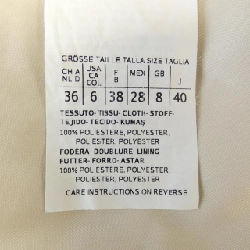 GRÖSSE TAILLE TALLA SIZE TAGLIA
CH A NL D
USA CA CO.
F B
MEX
GB
J
36 6 38 28 8 40
TESSUTO-TISSU-CLOTH-STOFF-
TEJIDO-TECIDO-KUMAŞ
100% POLIESTERE, POLYESTER,
POLIESTER, POLYESTER
FODERA DOUBLURE LINING
FUTTER-FORRO-ASTAR
100% POLIESTERE, POLYESTER,
POLIESTER, POLYESTER
CARE INSTRUCTIONS ON REVERSE